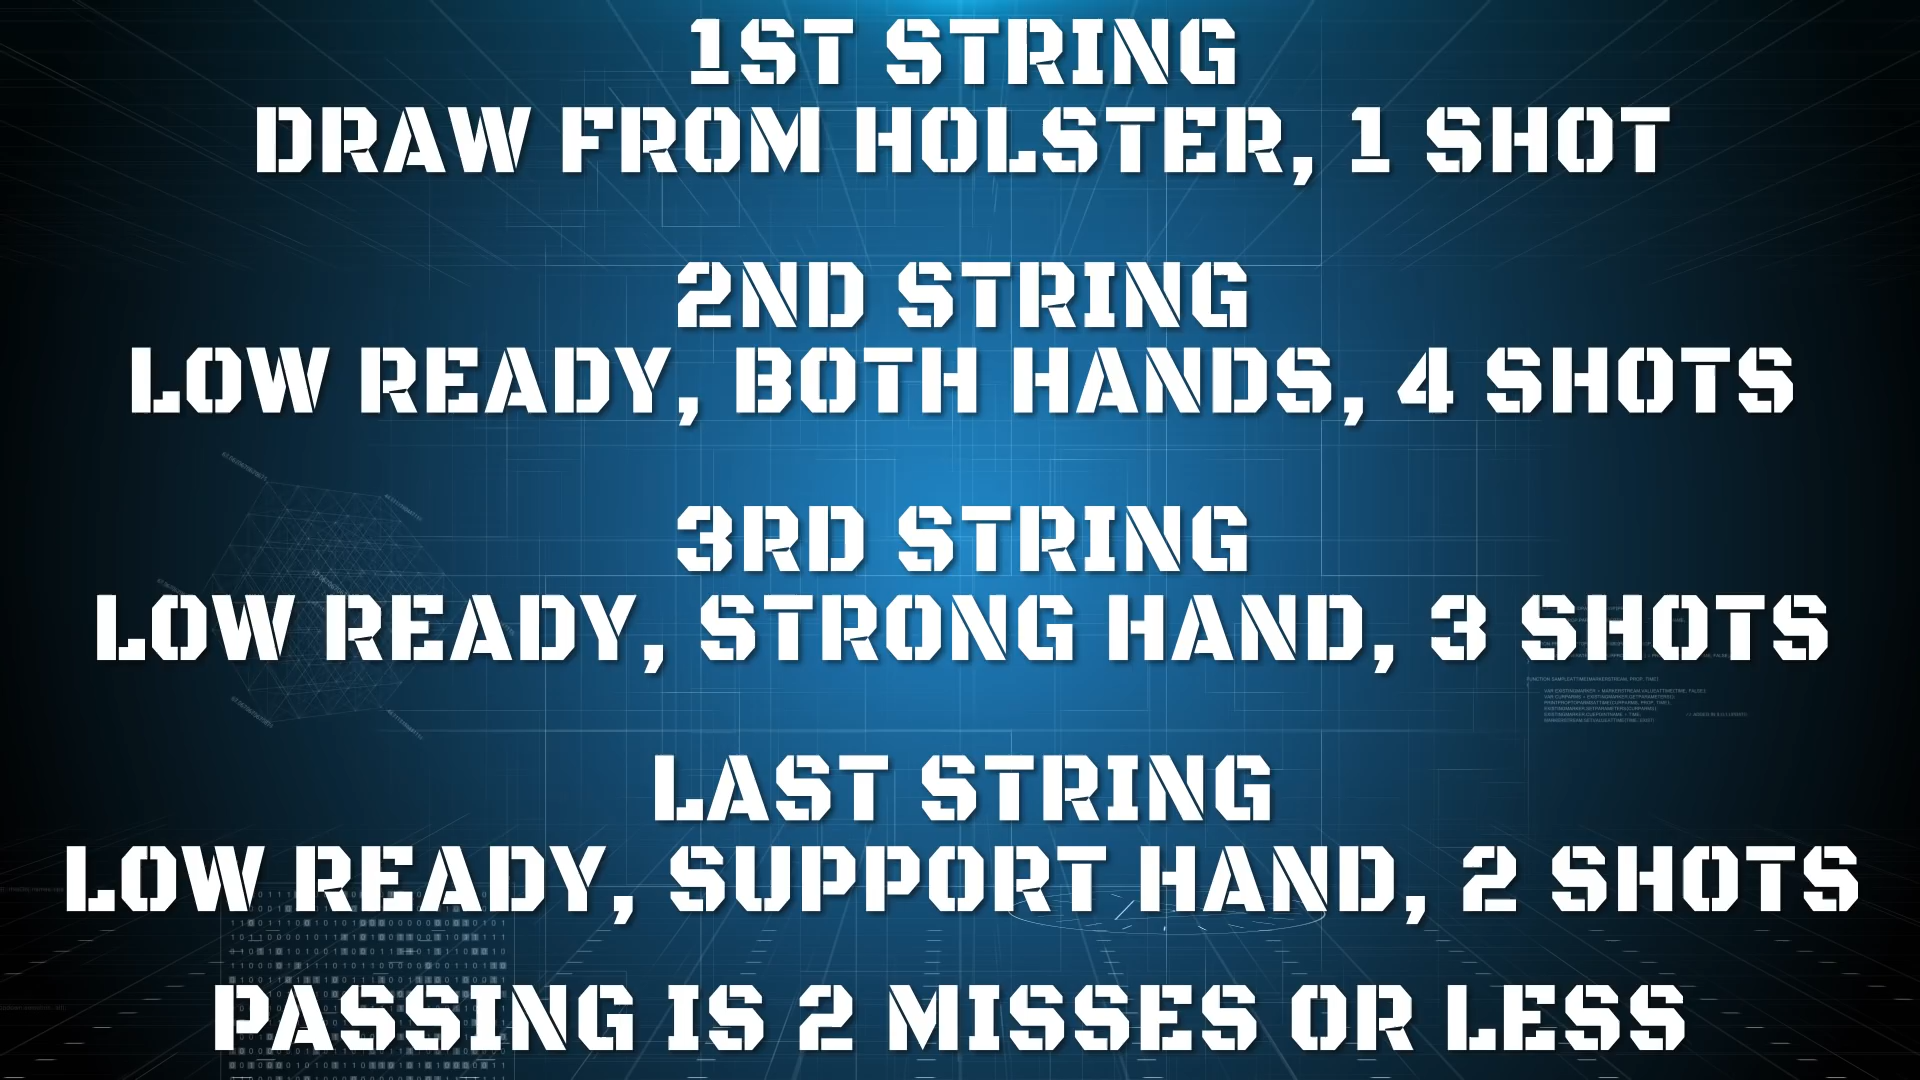 1ST STRING
DRAW FROM HOLSTER, 1 SHOT
2ND STRING
LOW READY, BOTH HANDS, 4 SHOTS
3RD STRING
LOW READY, STRONG HAND, 3 SHOTS
LAST STRING
LOW READY, SUPPORT HAND, 2 SHOTS
PASSING IS 2 MISSES OR LESS